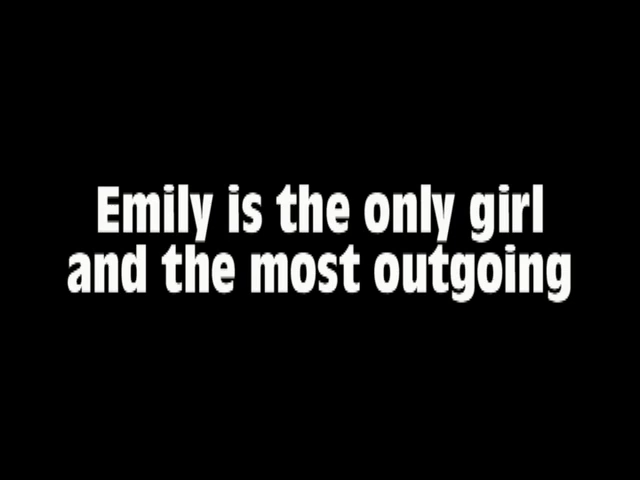 Emily is the only girl
and the most outgoing